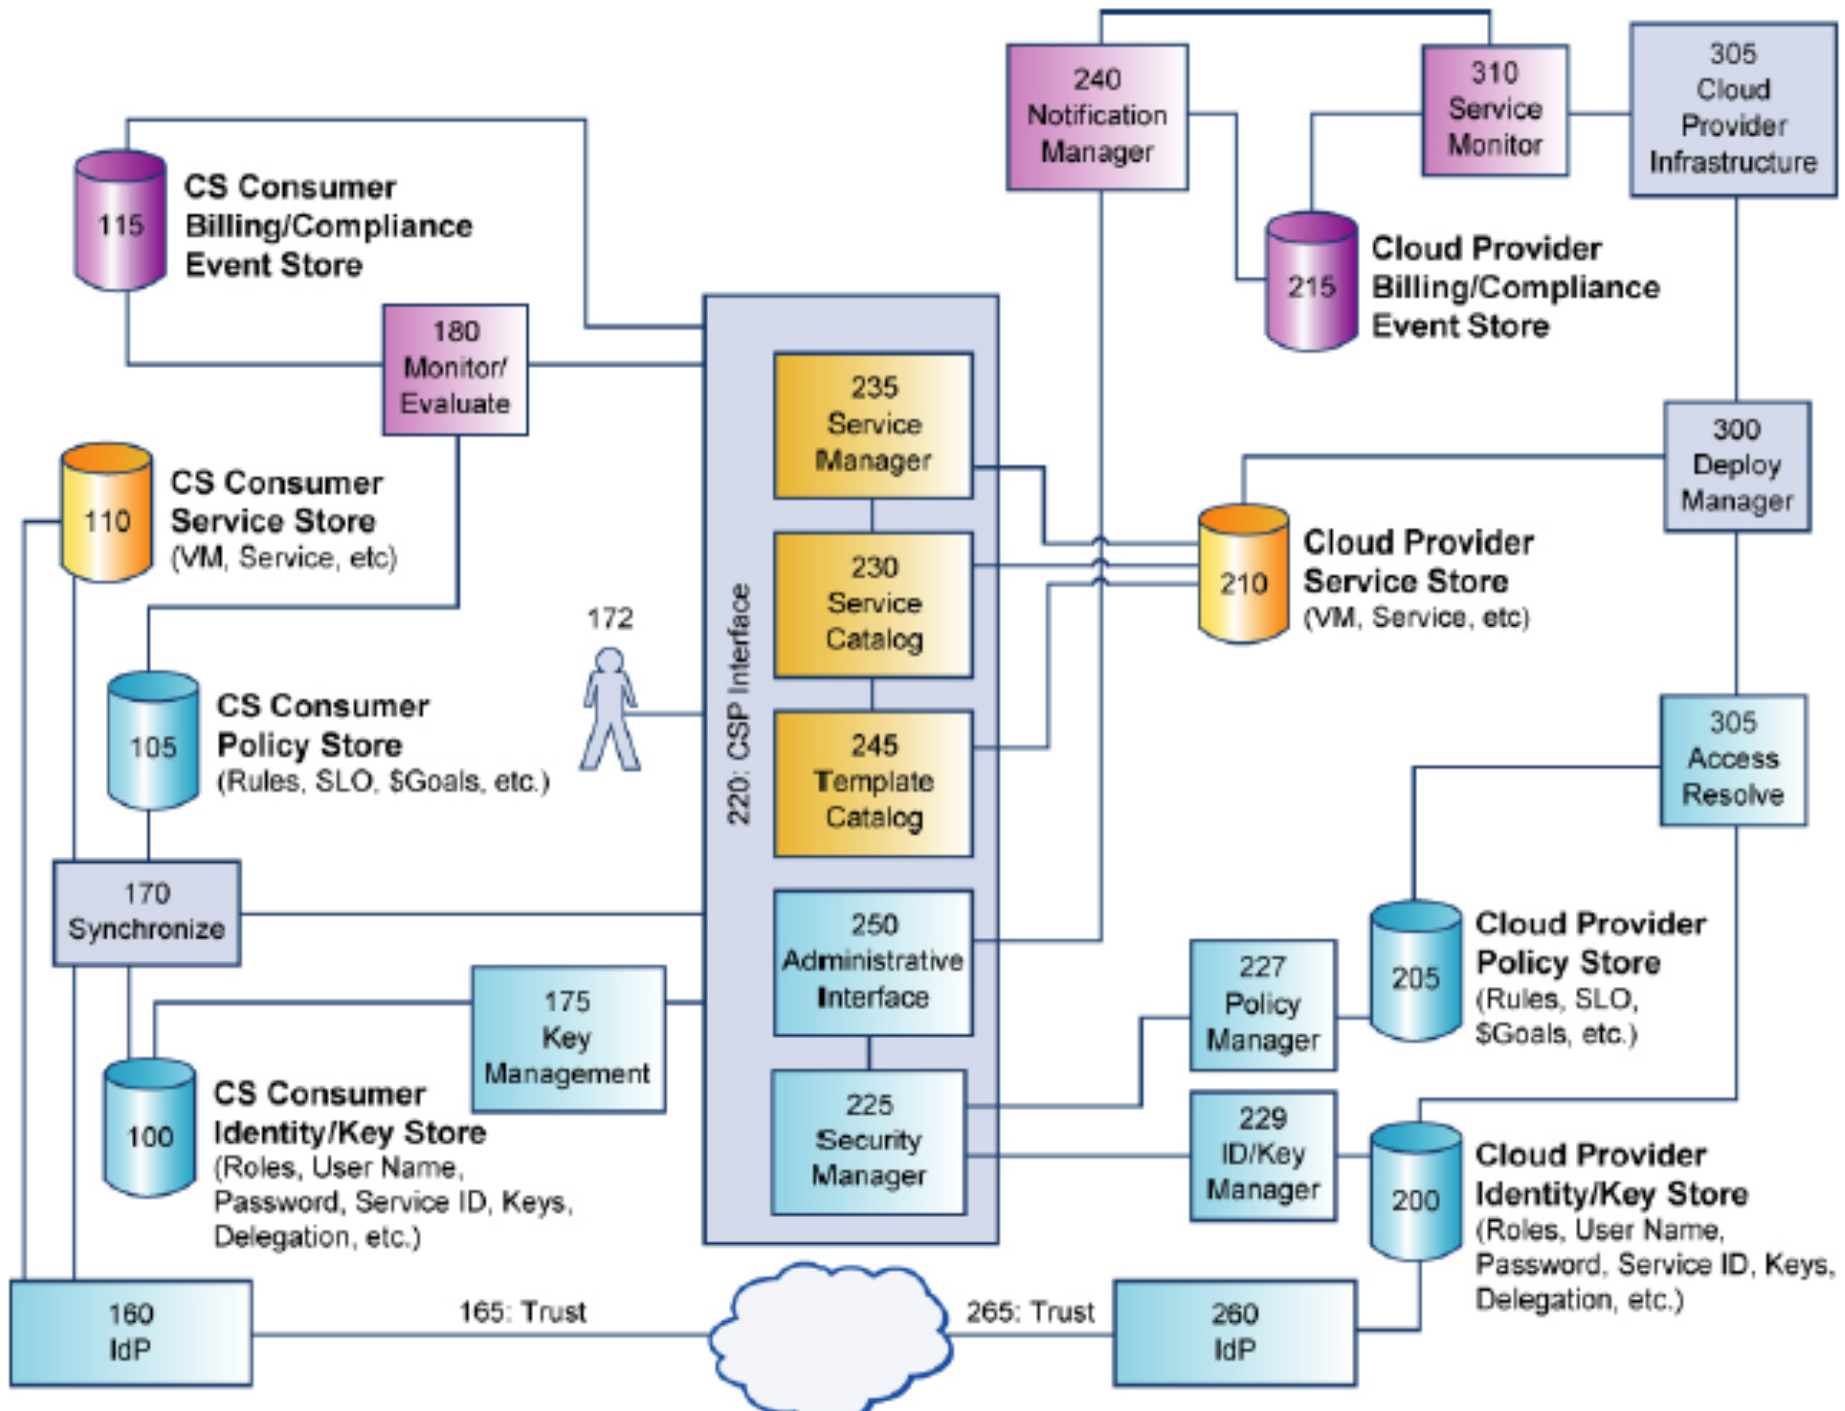 240
Notification
Manager
310
Service
Monitor
305
Cloud
Provider
Infrastructure
115
CS Consumer
Billing/Compliance
Event Store
215
Cloud Provider
Billing/Compliance
Event Store
180
Monitor/
Evaluate
110
CS Consumer
Service Store
(VM, Service, etc)
172
105
CS Consumer
Policy Store
(Rules, SLO, $Goals, etc.)
170
Synchronize
175
Key
Management
100
CS Consumer
Identity/Key Store
(Roles, User Name,
Password, Service ID, Keys,
Delegation, etc.)
220: CSP Interface
235
Service
Manager
230
Service
Catalog
245
Template
Catalog
250
Administrative
Interface
225
Security
Manager
300
Deploy
Manager
210
Cloud Provider
Service Store
(VM, Service, etc)
305
Access
Resolve
227
Policy
Manager
205
Cloud Provider
Policy Store
(Rules, SLO,
$Goals, etc.)
229
ID/Key
Manager
200
Cloud Provider
Identity/Key Store
(Roles, User Name,
Password, Service ID, Keys,
Delegation, etc.)
160
IdP
165: Trust
265: Trust
260
IdP